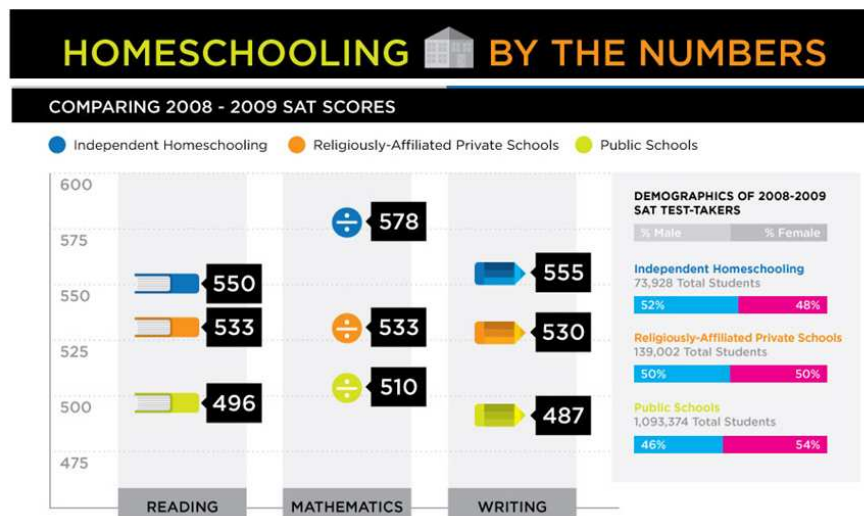 HOMESCHOOLING BY THE NUMBERS
COMPARING 2008 - 2009 SAT SCORES
Independent Homeschooling Religiously-Affiliated Private Schools Public Schools
600
575
550
525
500
475
550
533
496
578
533
510
555
530
487
READING MATHEMATICS WRITING
DEMOGRAPHICS OF 2008-2009
SAT TEST-TAKERS
% Male % Female
Independent Homeschooling
73,928 Total Students
52% 48%
Religiously-Affiliated Private Schools
139,002 Total Students
50% 50%
Public Schools
1,093,374 Total Students
46% 54%